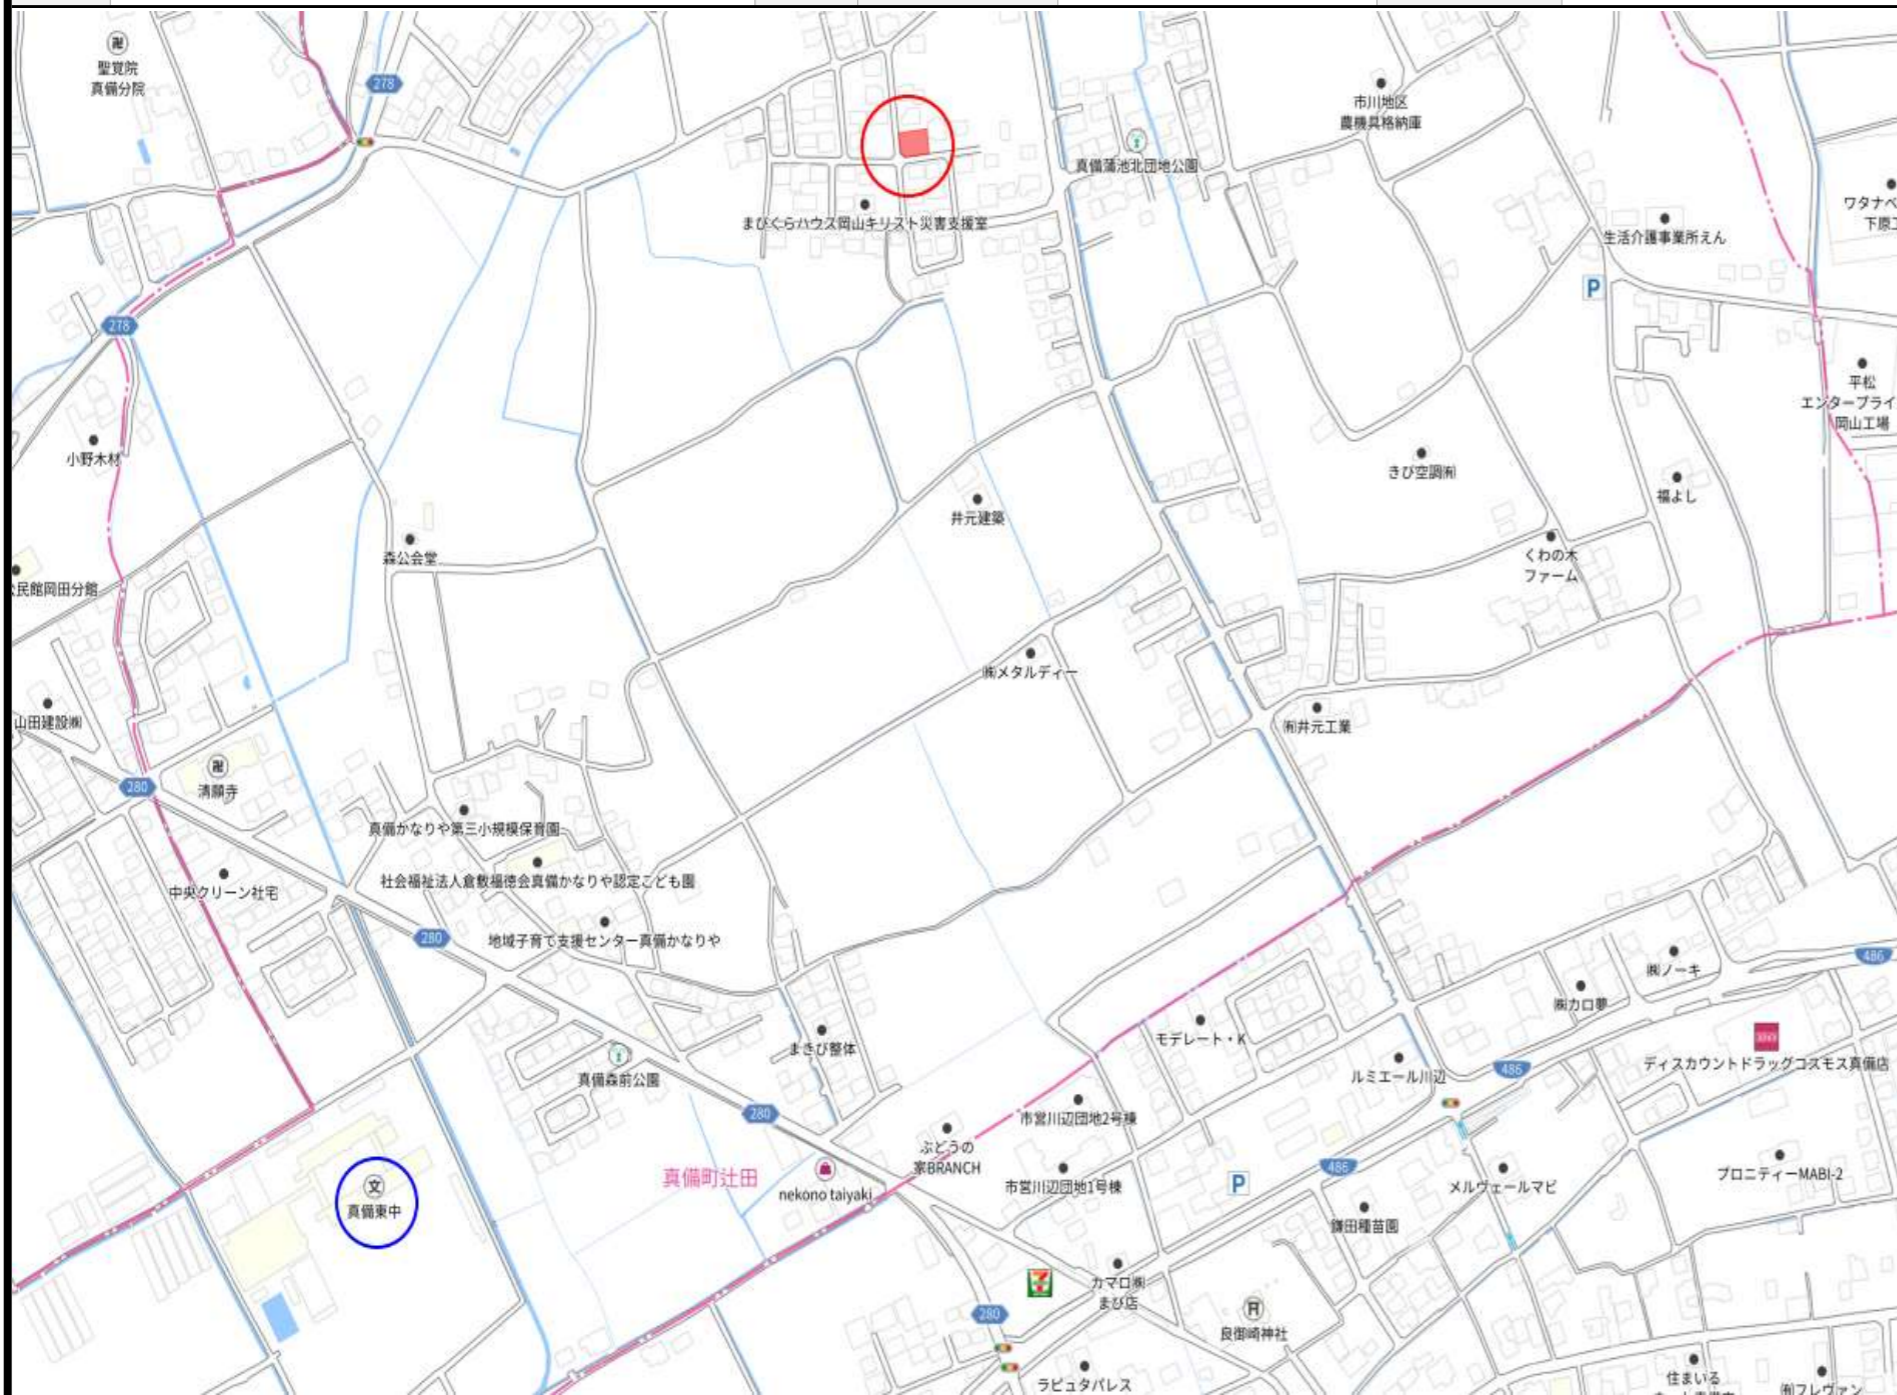 聖覚院
真備分院
278
市川地区
農機具格納庫
真備蒲池北団地公園
まびくらハウス岡山キリスト災害支援室
生活介護事業所えん
ワタナベ
P
278
平松
エンタープライ
岡山工場
小野木材
きび空調㈲
福よし
井元建築
森公会堂
くわの木
ファーム
民館岡田分館
㈱メタルディー
山田建設㈱
㈲井元工業
280
清願寺
真備かなりや第三小規模保育園
社会福祉法人倉敷福徳会真備かなりや認定こども園
中央クリーン社宅
280
地域子育て支援センター真備かなりや
486
㈱ノーキ
㈱カロ夢
モデレート・K
まきび整体
ディスカウントドラッグコスモス真備店
ルミエール川辺
486
真備森前公園
280
市営川辺団地2号棟
ぶどうの
家BRANCH
真備町辻田
nekono taiyaki
市営川辺団地1号棟
486
P
メルヴェールマビ
プロニティーMABI-2
文
真備東中
鎌田種苗園
カマロ㈱
まび店
280
良御崎神社
ラピュタパレス
住まいる
㈲フレヴァン